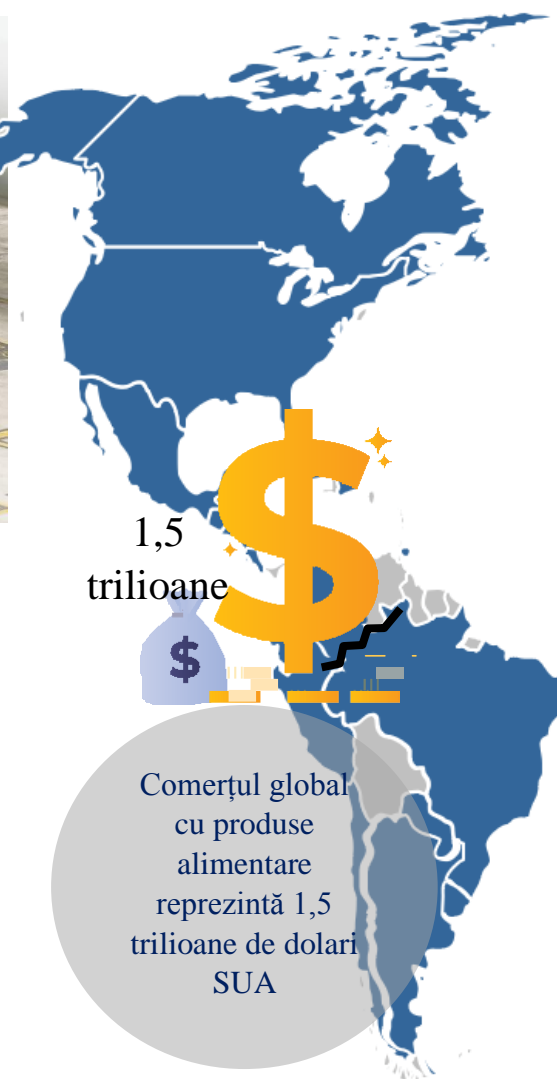 1,5
trilioane
$
$
Comerțul global
cu produse
alimentare
reprezintă 1,5
trilioane de dolari
SUA